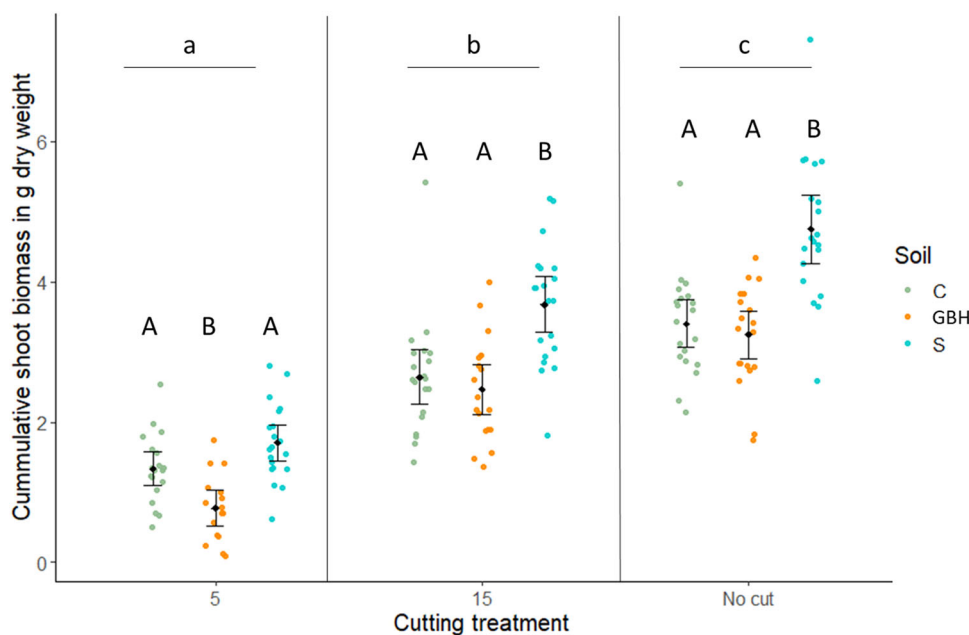 a
b
c
A
A
B
A
A
B
A
B
A
6
4
2
0
Cummulative shoot biomass in g dry weight
5
15
No cut
Cutting treatment
Soil
C
GBH
S